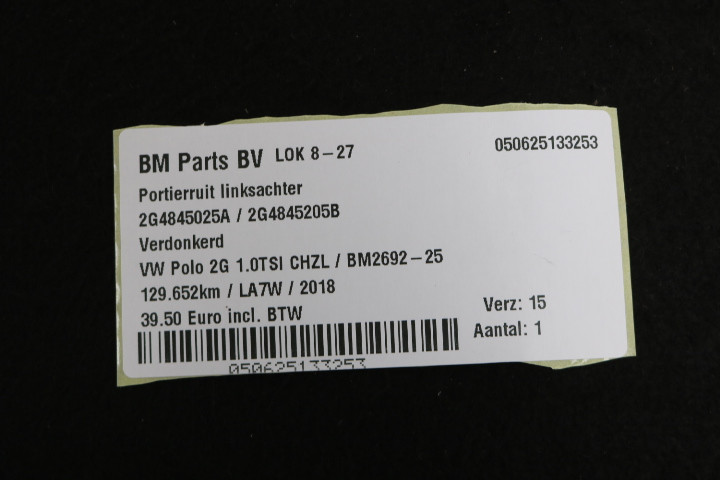 BM Parts BV LOK 8-27 050625133253
Portierruit linksachter
2G4845025A / 2G4845205B
Verdonkerd
VW Polo 2G 1.0TSI CHZL / BM2692-25
129.652km / LA7W / 2018 Verz: 15
39.50 Euro incl. BTW Aantal: 1
050625133253